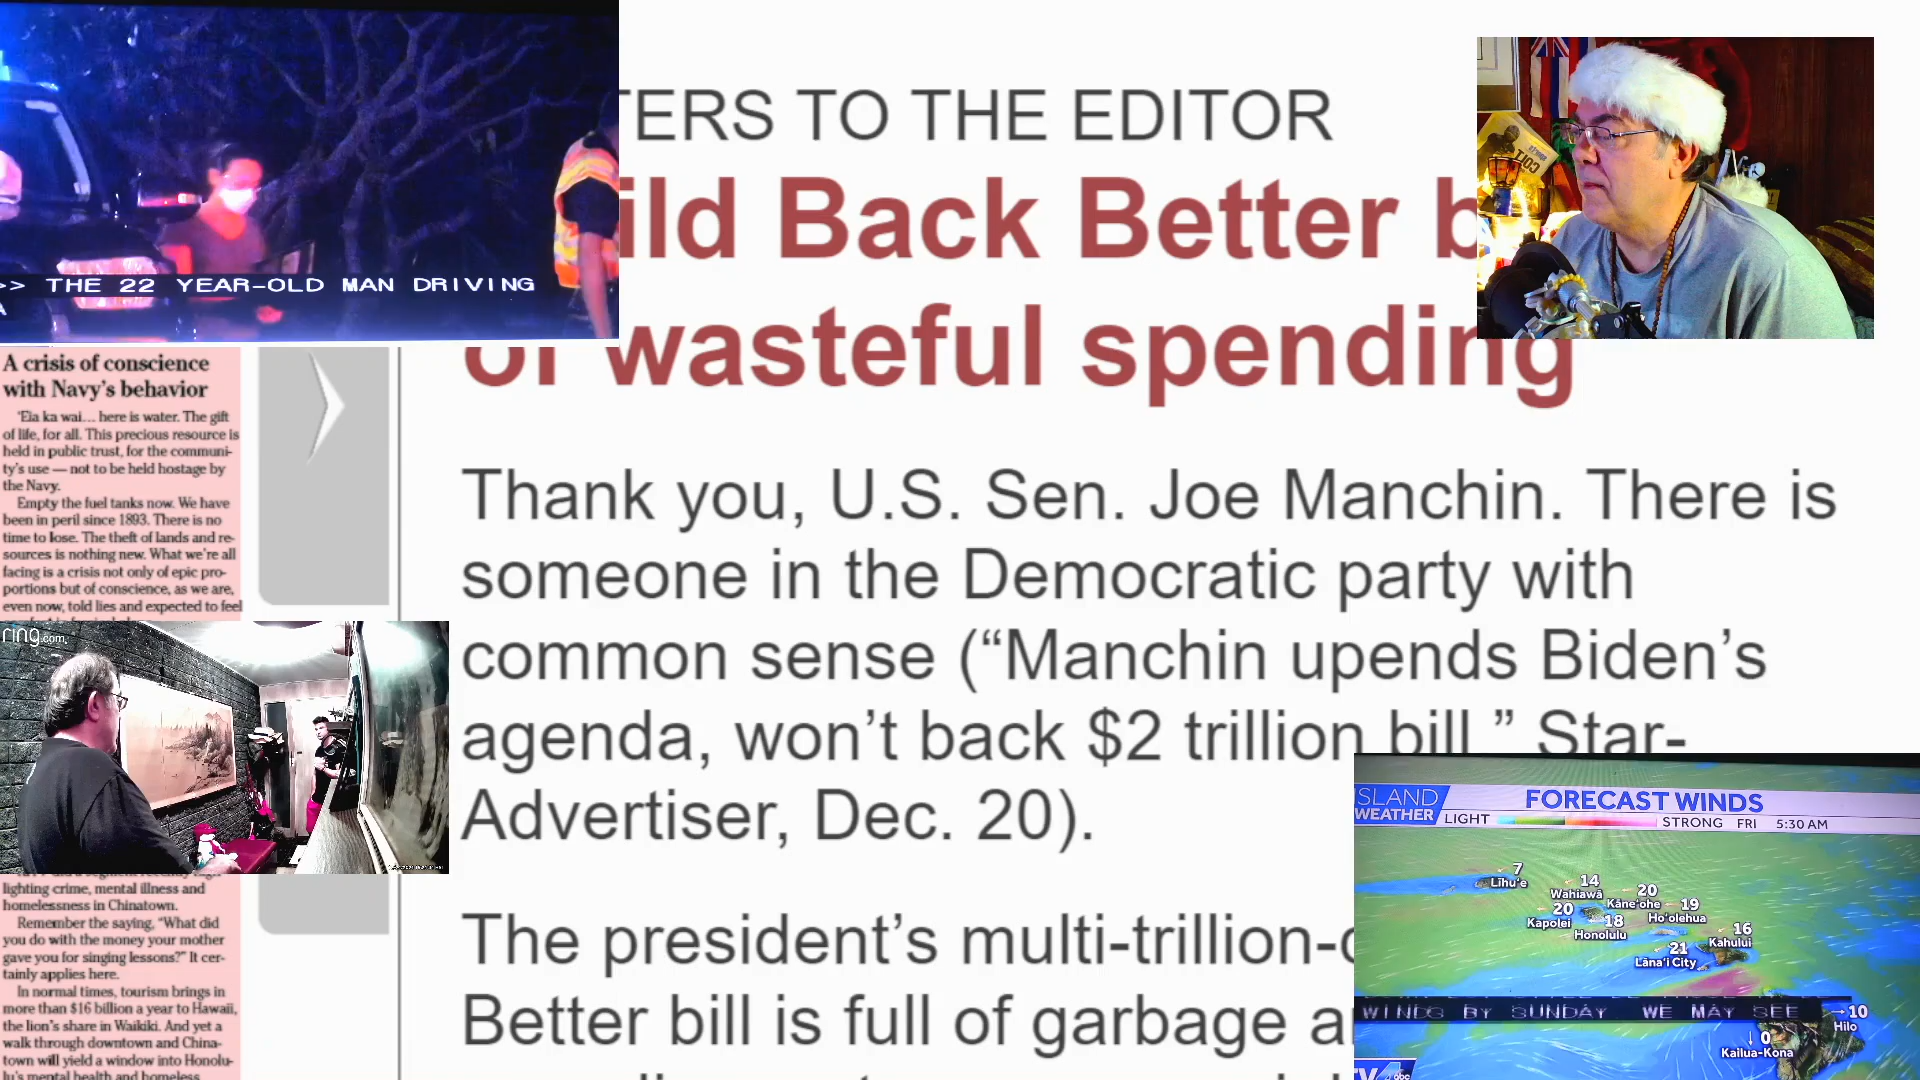 TERS TO THE EDITOR
ild Back Better b
of wasteful spending
Thank you, U.S. Sen. Joe Manchin. There is
someone in the Democratic party with
common sense (“Manchin upends Biden’s
agenda, won’t back $2 trillion bill,” Star-
Advertiser, Dec. 20).
The president’s multi-trillion-
Better bill is full of garbage a
>> THE 22 YEAR-OLD MAN DRIVING
A
A crisis of conscience
with Navy’s behavior
‘Eia ka wai... here is water. The gift
of life, for all. This precious resource is
held in public trust, for the communi-
ty’s use — not to be held hostage by
the Navy.
Empty the fuel tanks now. We have
been in peril since 1893. There is no
time to lose. The theft of lands and re-
sources is nothing new. What we’re all
facing is a crisis not only of epic pro-
portions but of conscience, as we are,
even now, told lies and expected to feel
ring.com
lighting crime, mental illness and
homelessness in Chinatown.
Remember the saying, “What did
you do with the money your mother
gave you for singing lessons?” It cer-
tainly applies here.
In normal times, tourism brings in
more than $16 billion a year to Hawaii,
the lion’s share in Waikiki. And yet a
walk through downtown and China-
town will yield a window into Honolu-
lu’s mental health and homeless
COLT
ISLAND
WEATHER
FORECAST WINDS
LIGHT STRONG FRI 5:30 AM
7
Līhuʻe
14
Wahiawā
20
Kāneʻohe
19
Hoʻolehua
20
Kapolei
18
Honolulu
16
Kahului
21
Lānaʻi City
WINDS BY SUNDAY WE MAY SEE
10
Hilo
0
Kailua-Kona
4 abc